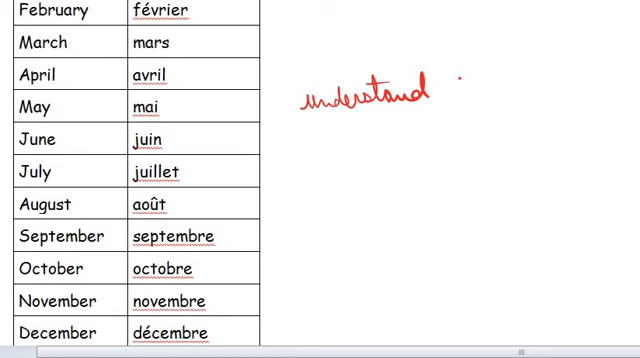 February février
March mars
April avril
understand
May mai
June juin
July juillet
August août
September septembre
October octobre
November novembre
December décembre